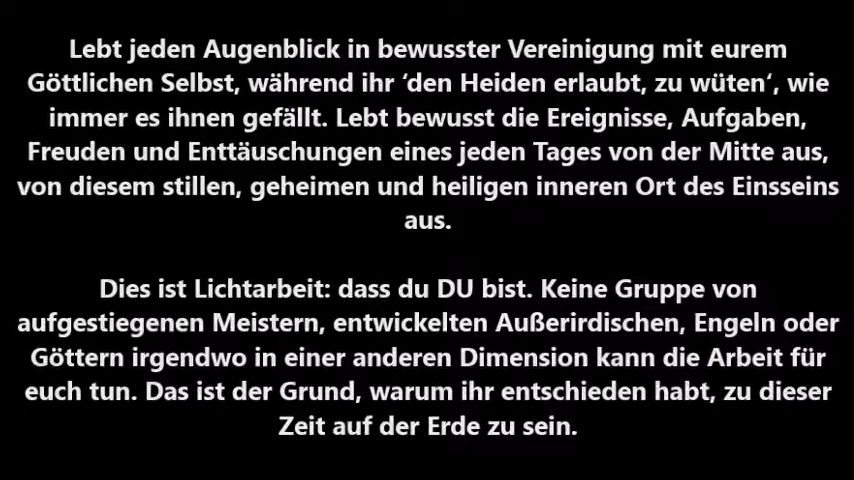 Lebt jeden Augenblick in bewusster Vereinigung mit eurem
Göttlichen Selbst, während ihr ‘den Heiden erlaubt, zu wüten‘, wie
immer es ihnen gefällt. Lebt bewusst die Ereignisse, Aufgaben,
Freuden und Enttäuschungen eines jeden Tages von der Mitte aus,
von diesem stillen, geheimen und heiligen inneren Ort des Einsseins
aus.
Dies ist Lichtarbeit: dass du DU bist. Keine Gruppe von
aufgestiegenen Meistern, entwickelten Außerirdischen, Engeln oder
Göttern irgendwo in einer anderen Dimension kann die Arbeit für
euch tun. Das ist der Grund, warum ihr entschieden habt, zu dieser
Zeit auf der Erde zu sein.